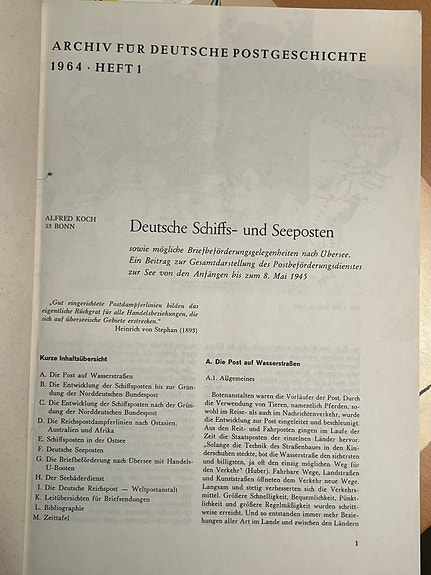 ARCHIV FÜR DEUTSCHE POSTGESCHICHTE
1964 · HEFT 1
ALFRED KOCH
53 BONN
Deutsche Schiffs- und Seeposten
sowie mögliche Briefbeförderungsgelegenheiten nach Übersee.
Ein Beitrag zur Gesamtdarstellung des Postbeförderungsdienstes
zur See von den Anfängen bis zum 8. Mai 1945
„Gut eingerichtete Postdampferlinien bilden das
eigentliche Rückgrat für alle Handelsbeziehungen, die
sich auf überseeische Gebiete erstrecken."
Heinrich von Stephan (1893)
Kurze Inhaltsübersicht
A. Die Post auf Wasserstraßen
B. Die Entwicklung der Schiffsposten bis zur Grün-
dung der Norddeutschen Bundespost
C. Die Entwicklung der Schiffsposten nach der Grün-
dung der Norddeutschen Bundespost
D. Die Reichspostdampferlinien nach Ostasien,
Australien und Afrika
E. Schiffsposten in der Ostsee
F. Deutsche Seeposten
G. Die Briefbeförderung nach Übersee mit Handels-
U-Booten
H. Der Seebäderdienst
I. Die Deutsche Reichspost — Weltpostanstalt
K. Leitübersichten für Briefsendungen
L. Bibliographie
M. Zeittafel
A. Die Post auf Wasserstraßen
A.1. Allgemeines
Botenanstalten waren die Vorläufer der Post. Durch
die Verwendung von Tieren, namentlich Pferden, so-
wohl im Reise- als auch im Nachrichtenverkehr, wurde
die Entwicklung zur Post eingeleitet und beschleunigt.
Aus den Reit- und Fahrposten gingen im Laufe der
Zeit die Staatsposten der einzelnen Länder hervor.
„Solange die Technik des Straßenbaues in den Kin-
derschuhen steckte, bot die Wasserstraße den sichersten
und billigsten, ja oft den einzig möglichen Weg für
den Verkehr" (Huber). Fahrbare Wege, Landstraßen
und Kunststraßen öffneten dem Verkehr neue Wege.
Langsam und stetig verbesserten sich die Verkehrs-
mittel. Größere Schnelligkeit, Bequemlichkeit, Pünkt-
lichkeit und größere Regelmäßigkeit wurden schritt-
weise erreicht. Und so entstanden immer mehr Bezie-
hungen aller Art im Lande und zwischen den Ländern
1